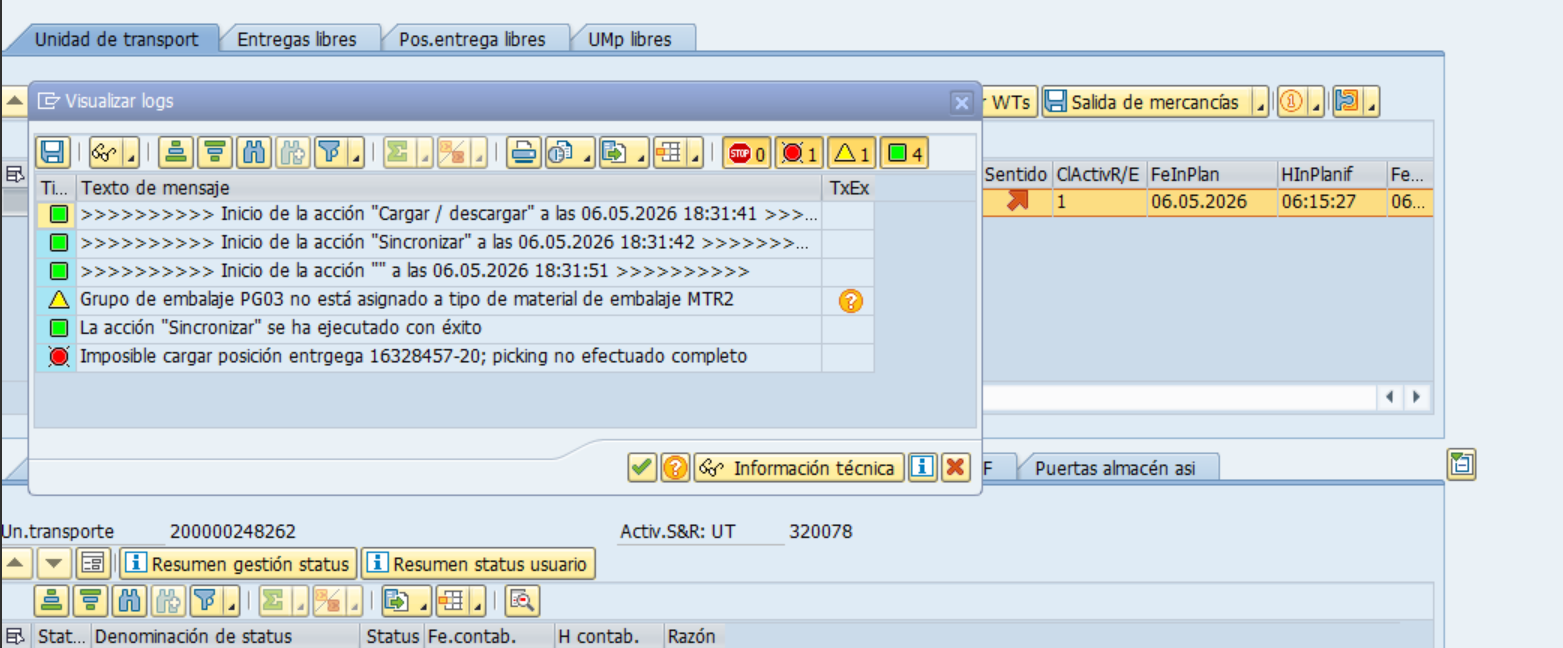 Unidad de transport Entregas libres Pos.entrega libres UMp libres
Visualizar logs
WTs Salida de mercancías
STOP 0 1 1 4
Sentido ClActivR/E FeInPlan HInPlanif Fe...
Ti... Texto de mensaje TxEx
1 06.05.2026 06:15:27 06...
>>>>>>>>>> Inicio de la acción "Cargar / descargar" a las 06.05.2026 18:31:41 >>>...
>>>>>>>>>> Inicio de la acción "Sincronizar" a las 06.05.2026 18:31:42 >>>>>>>...
>>>>>>>>>> Inicio de la acción "" a las 06.05.2026 18:31:51 >>>>>>>>>>
Grupo de embalaje PG03 no está asignado a tipo de material de embalaje MTR2
La acción "Sincronizar" se ha ejecutado con éxito
Imposible cargar posición entrgega 16328457-20; picking no efectuado completo
Información técnica
F Puertas almacén asi
Un.transporte 200000248262 Activ.S&R: UT 320078
Resumen gestión status Resumen status usuario
Stat... Denominación de status Status Fe.contab. H contab. Razón